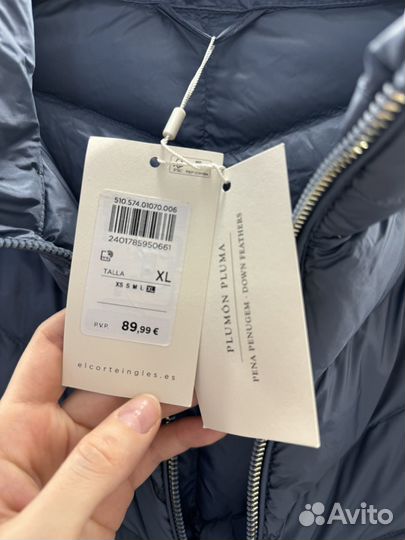 510.574.01070.006
2401785950661
TALLA XL
XS S M L XL
P.V.P. 89,99 €
elcorteingles.es
PLUMÓN PLUMA
PENA PENUGEM · DOWN FEATHERS
Avito